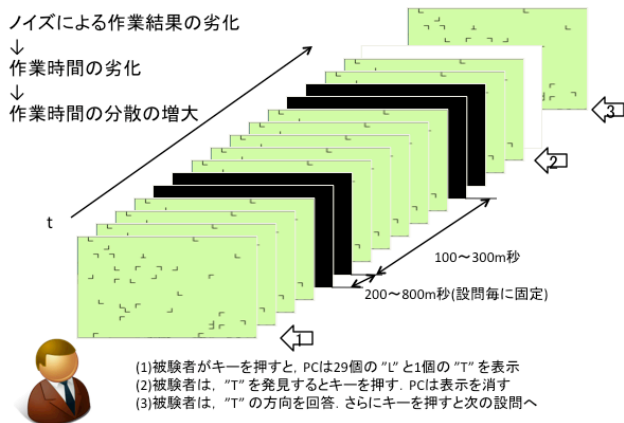 ノイズによる作業結果の劣化
↓
作業時間の劣化
↓
作業時間の分散の増大
3
2
t
100～300m秒
200～800m秒(設問毎に固定)
1
(1)被験者がキーを押すと, PCは29個の "L" と1個の "T" を表示
(2)被験者は, "T" を発見するとキーを押す. PCは表示を消す
(3)被験者は, "T" の方向を回答. さらにキーを押すと次の設問へ